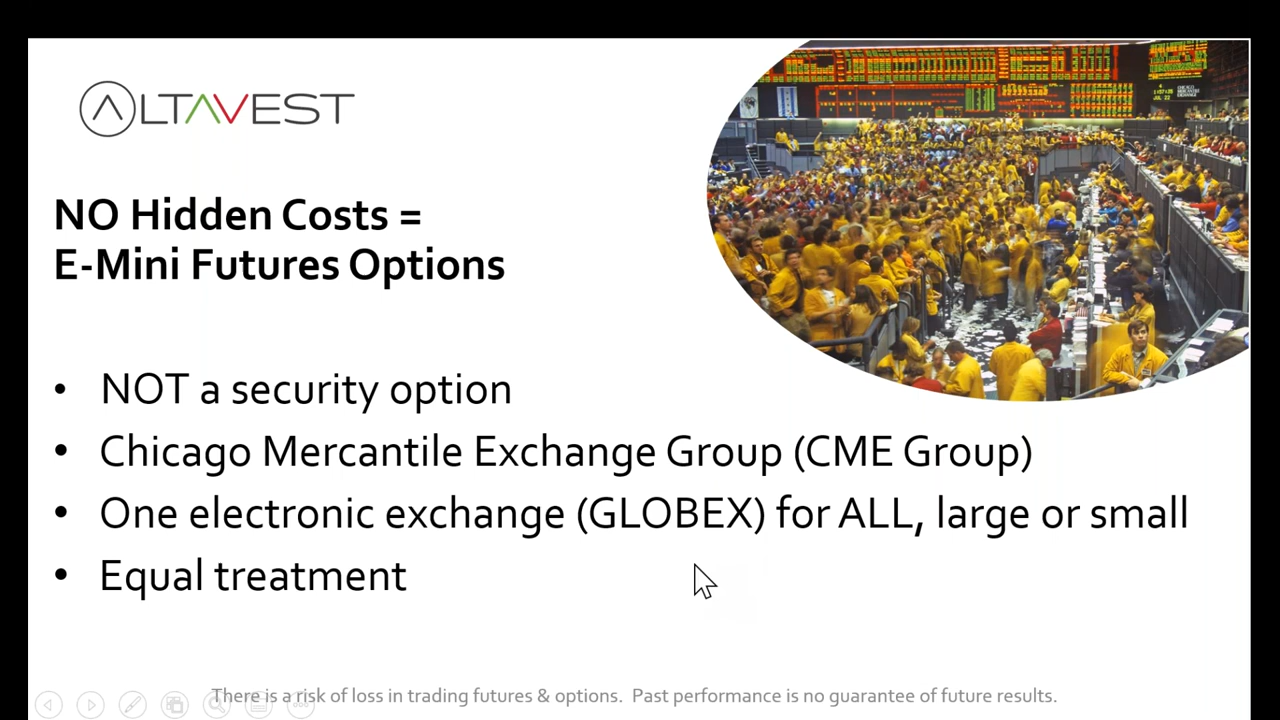 ALTAVEST
NO Hidden Costs =
E-Mini Futures Options
• NOT a security option
• Chicago Mercantile Exchange Group (CME Group)
• One electronic exchange (GLOBEX) for ALL, large or small
• Equal treatment
There is a risk of loss in trading futures & options. Past performance is no guarantee of future results.